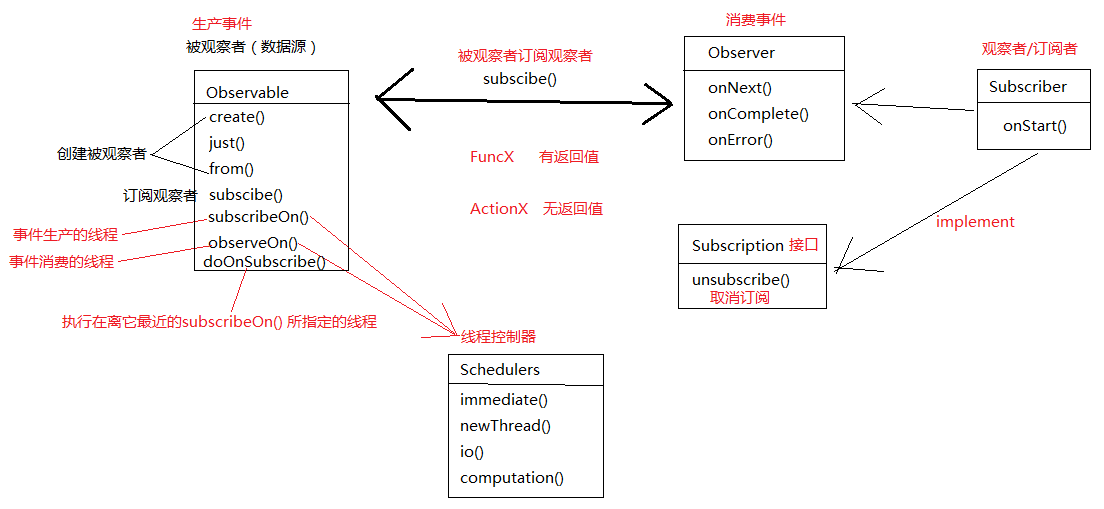 生产事件
被观察者（数据源）
Observable
create()
just()
from()
subscibe()
subscribeOn()
observeOn()
doOnSubscribe()
创建被观察者
订阅观察者
事件生产的线程
事件消费的线程
执行在离它最近的subscribeOn() 所指定的线程
被观察者订阅观察者
subscibe()
FuncX 有返回值
ActionX 无返回值
消费事件
Observer
onNext()
onComplete()
onError()
观察者/订阅者
Subscriber
onStart()
implement
Subscription 接口
unsubscribe()
取消订阅
线程控制器
Schedulers
immediate()
newThread()
io()
computation()